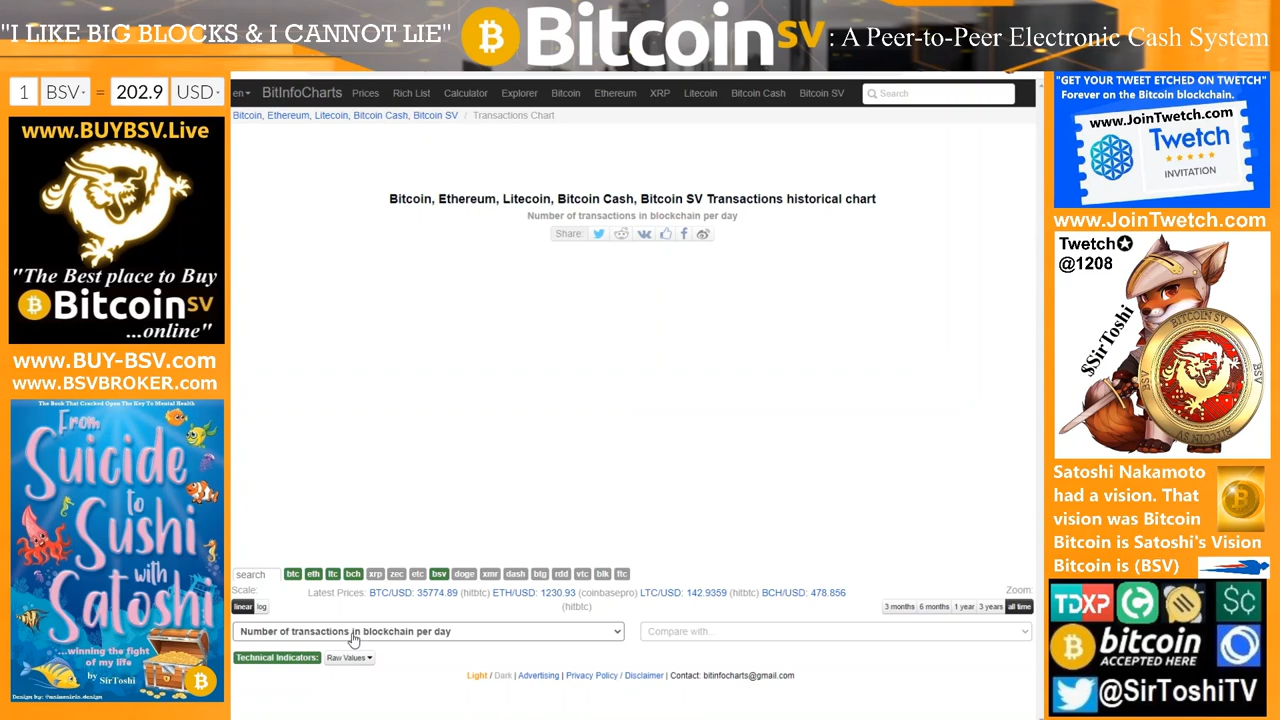 "I LIKE BIG BLOCKS & I CANNOT LIE"
BitcoinSV : A Peer-to-Peer Electronic Cash System
1 BSV = 202.9 USD
www.BUYBSV.Live
"The Best place to Buy
BitcoinSV
...online"
www.BUY-BSV.com
www.BSVBROKER.com
The Book That Cracked Open The Key To Mental Health
From
Suicide
to
Sushi
with
Satoshi
...winning the fight
of my life
by SirToshi
en BitInfoCharts Prices Rich List Calculator Explorer Bitcoin Ethereum XRP Litecoin Bitcoin Cash Bitcoin SV Search
Bitcoin, Ethereum, Litecoin, Bitcoin Cash, Bitcoin SV / Transactions Chart
Bitcoin, Ethereum, Litecoin, Bitcoin Cash, Bitcoin SV Transactions historical chart
Number of transactions in blockchain per day
Share:
search btc eth ltc bch xrp zec etc bsv doge xmr dash btg rdd vtc blk ftc
Scale: Latest Prices: BTC/USD: 35774.89 (hitbtc) ETH/USD: 1230.93 (coinbasepro) LTC/USD: 142.9359 (hitbtc) BCH/USD: 478.856 Zoom:
linear log (hitbtc) 3 months 6 months 1 year 3 years all time
Number of transactions in blockchain per day Compare with...
Technical Indicators: Raw Values
Light / Dark | Advertising | Privacy Policy / Disclaimer | Contact: bitinfocharts@gmail.com
"GET YOUR TWEET ETCHED ON TWETCH"
Forever on the Bitcoin blockchain.
www.JoinTwetch.com
Twetch
INVITATION
www.JoinTwetch.com
Twetch
@1208
$SirToshi
BITCOIN SV
BSV
BSV
BITCOIN SV
Satoshi Nakamoto
had a vision. That
vision was Bitcoin
Bitcoin is Satoshi's Vision
Bitcoin is (BSV)
TDXP
bitcoin
ACCEPTED HERE
@SirToshiTV